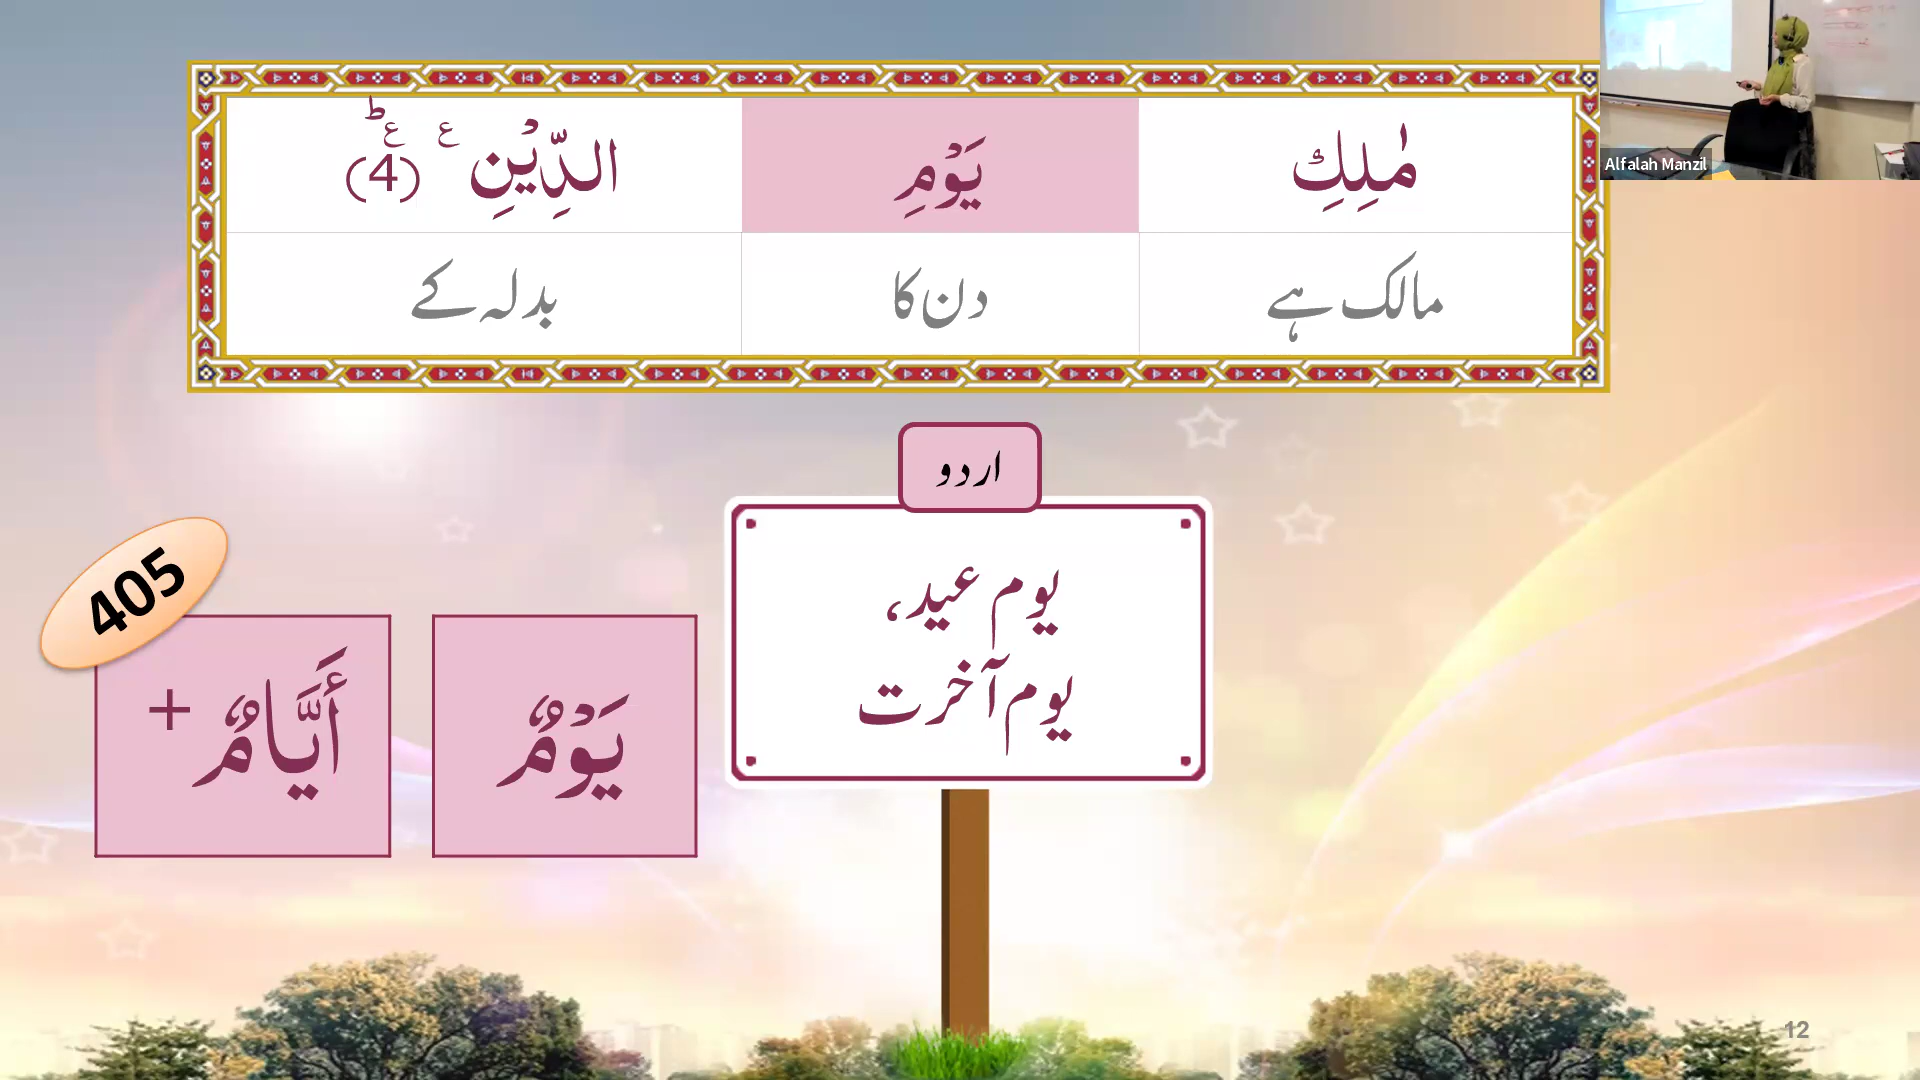 مٰلِكِ يَوْمِ الدِّيْنِ ؏ ؕ (4)
مالک ہے دن کا بدلہ کے
اردو
یوم عید،
یوم آخرت
يَوْمٌ أَيَّامٌ +
405
Alfalah Manzil
12